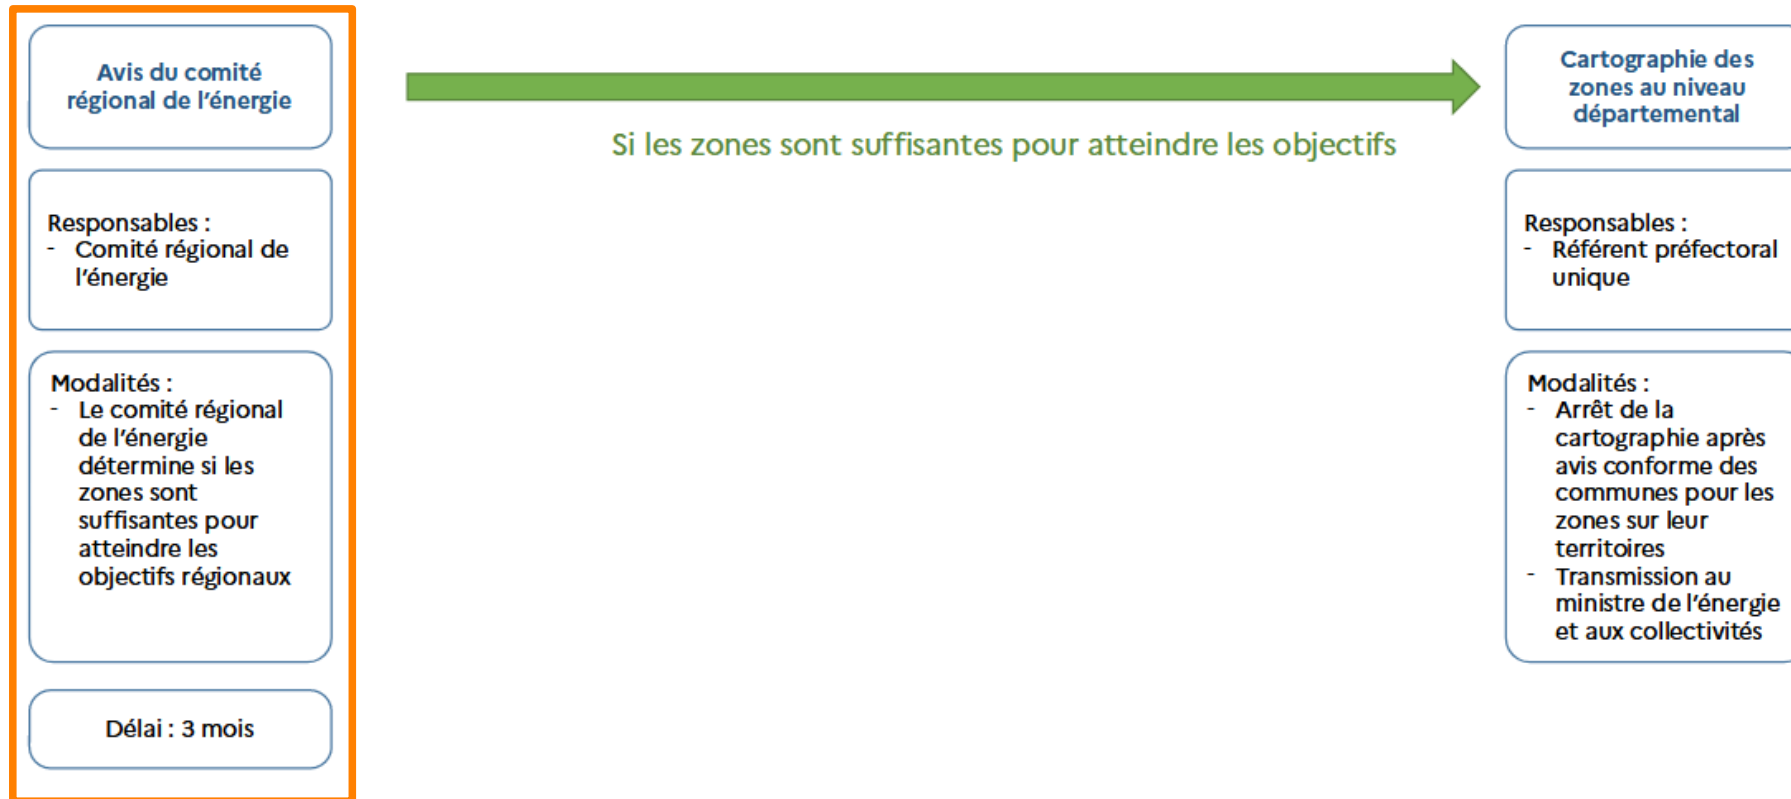 Avis du comité
régional de l'énergie
Responsables :
- Comité régional de
l'énergie
Modalités :
- Le comité régional
de l'énergie
détermine si les
zones sont
suffisantes pour
atteindre les
objectifs régionaux
Délai : 3 mois
Si les zones sont suffisantes pour atteindre les objectifs
Cartographie des
zones au niveau
départemental
Responsables :
- Référent préfectoral
unique
Modalités :
- Arrêt de la
cartographie après
avis conforme des
communes pour les
zones sur leur
territoires
- Transmission au
ministre de l'énergie
et aux collectivités